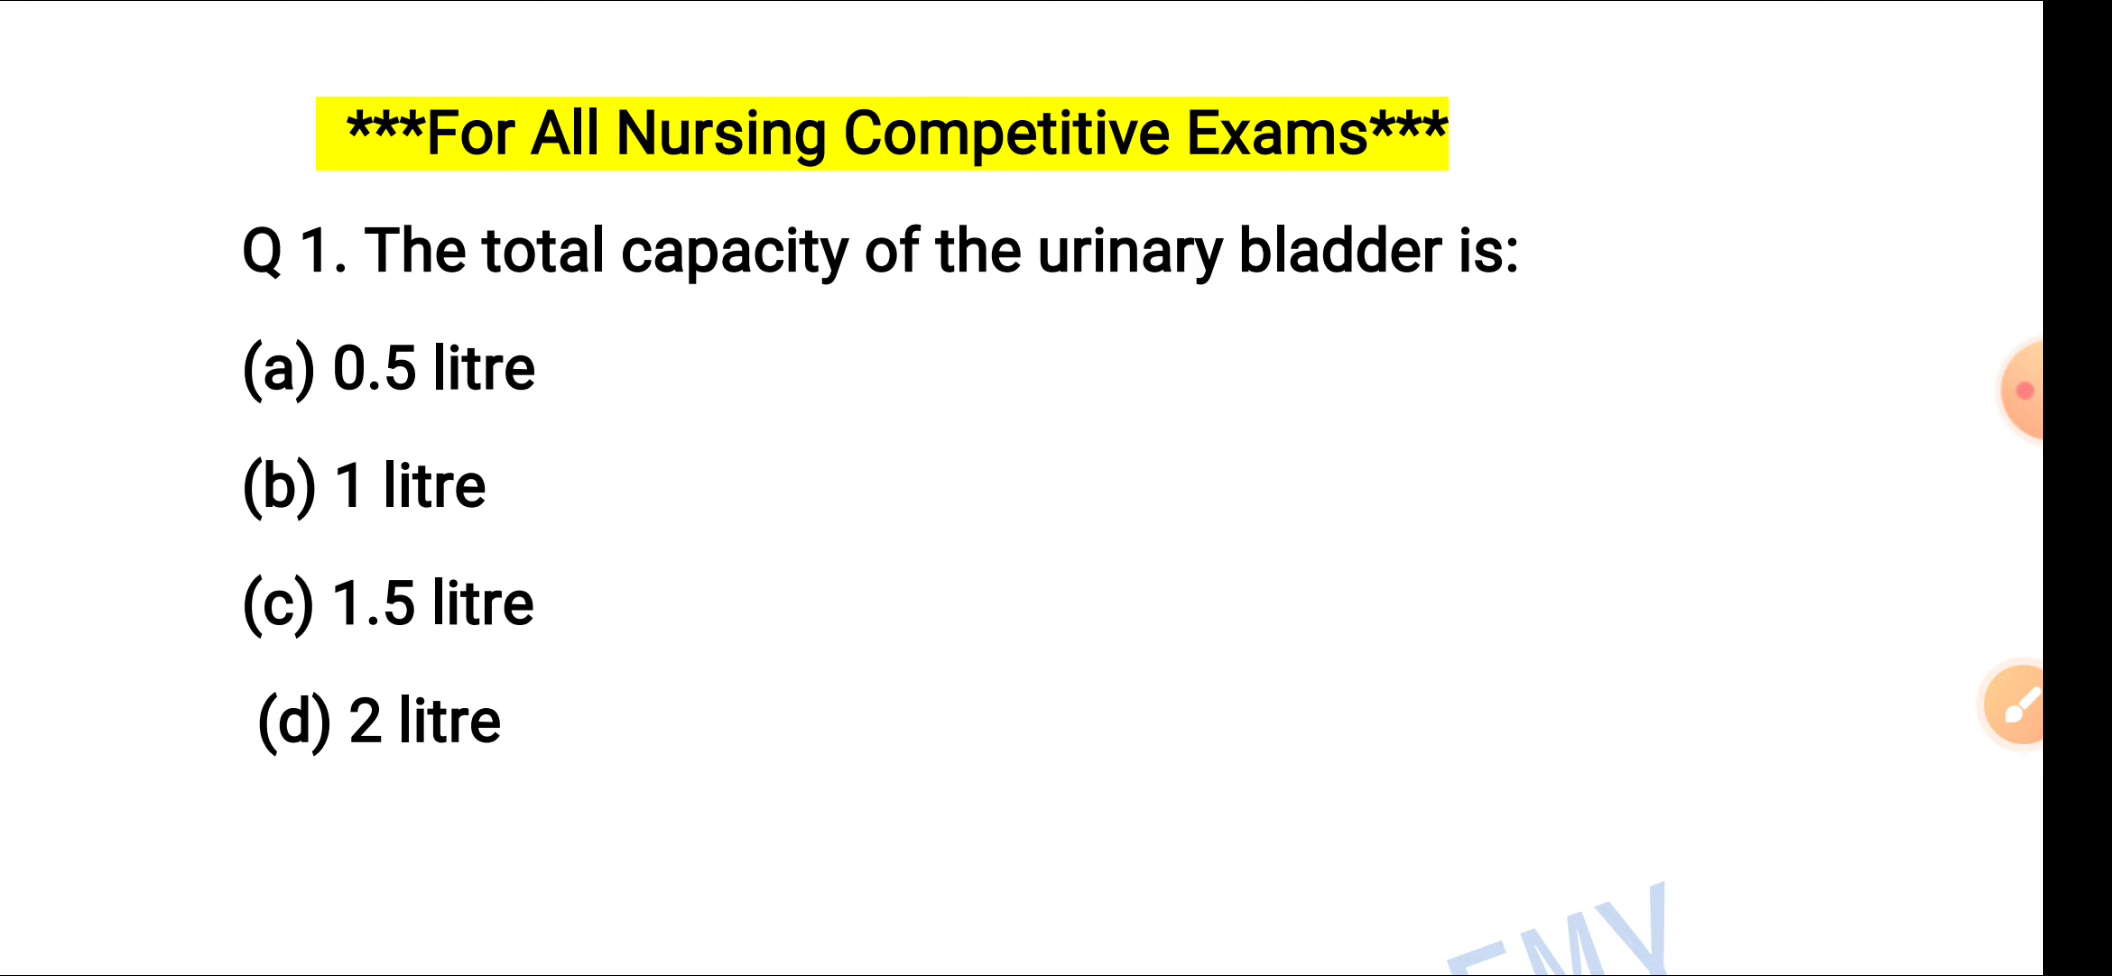 ***For All Nursing Competitive Exams***
Q 1. The total capacity of the urinary bladder is:
(a) 0.5 litre
(b) 1 litre
(c) 1.5 litre
(d) 2 litre